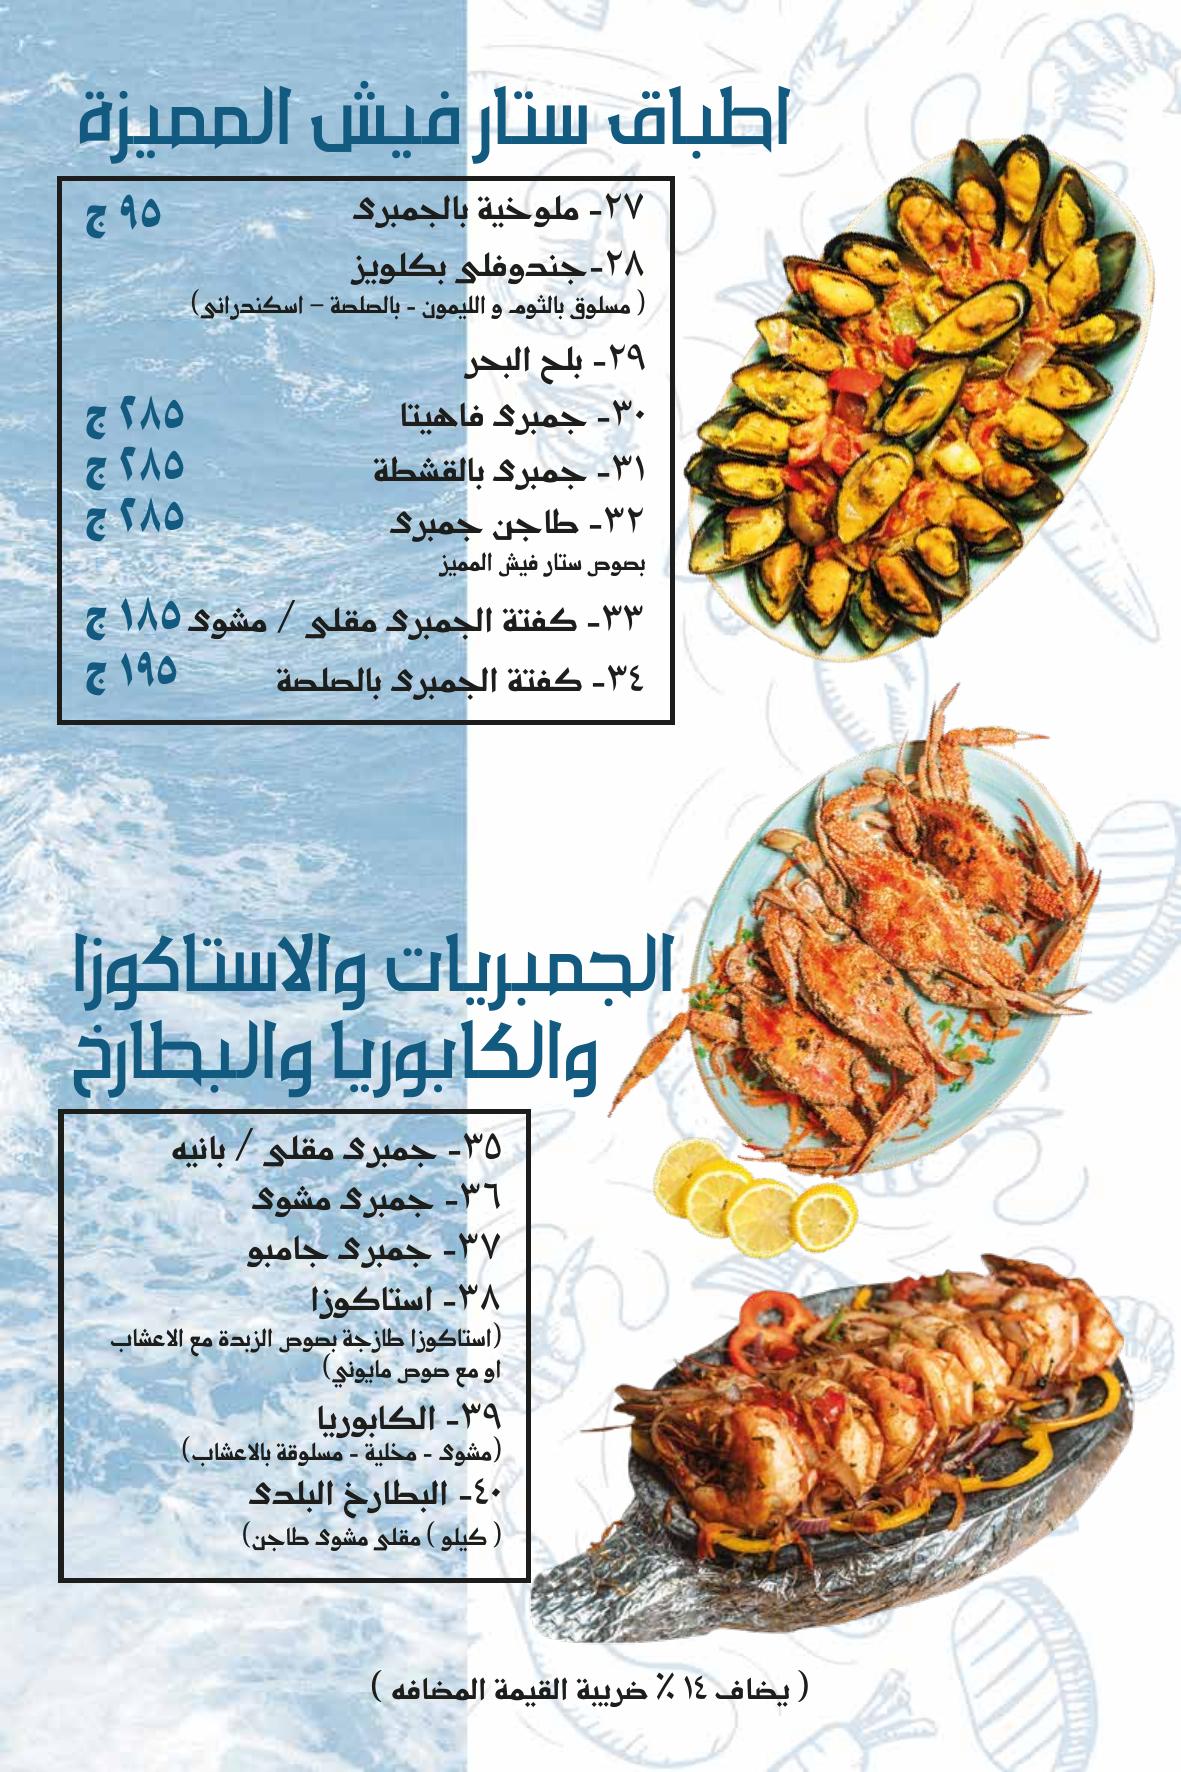 اطباق ستار فيش المميزة
٢٧- ملوخية بالجمبرى ٩٥ ج
٢٨-جندوفلى بكلويز
( مسلوق بالثوم و الليمون - بالصلصة – اسكندرانى)
٢٩- بلح البحر
٣٠- جمبرى فاهيتا ٢٨٥ ج
٣١- جمبرى بالقشطة ٢٨٥ ج
٣٢- طاجن جمبرى ٢٨٥ ج
بصوص ستار فيش المميز
٣٣- كفتة الجمبرى مقلى / مشوى ١٨٥ ج
٣٤- كفتة الجمبرى بالصلصة ١٩٥ ج
الجمبريات والاستاكوزا
والكابوريا والبطارخ
٣٥- جمبرى مقلى / بانيه
٣٦- جمبرى مشوى
٣٧- جمبرى جامبو
٣٨- استاكوزا
(استاكوزا طازجة بصوص الزبدة مع الاعشاب
او مع صوص مايوني)
٣٩- الكابوريا
(مشوى - مخلية - مسلوقة بالاعشاب)
٤٠- البطارخ البلدى
( كيلو ) مقلى مشوى طاجن)
( يضاف ١٤ ٪ ضريبة القيمة المضافه )